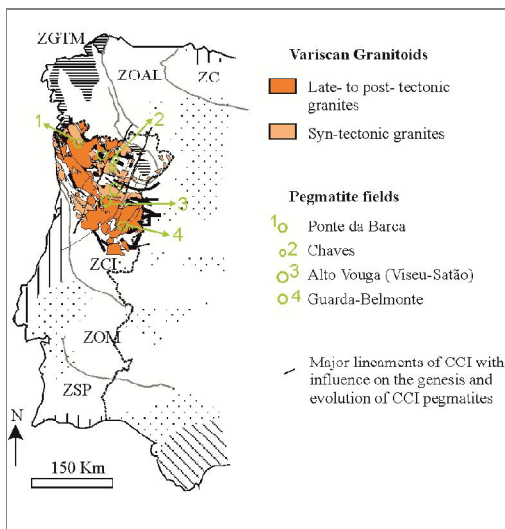 ZGTM
ZOAL
ZC
1
2
3
4
ZCI
ZOM
ZSP
N
150 Km
Variscan Granitoids
Late- to post- tectonic
granites
Syn-tectonic granites
Pegmatite fields
1 Ponte da Barca
2 Chaves
3 Alto Vouga (Viseu-Satão)
4 Guarda-Belmonte
Major lineaments of CCI with
influence on the genesis and
evolution of CCI pegmatites